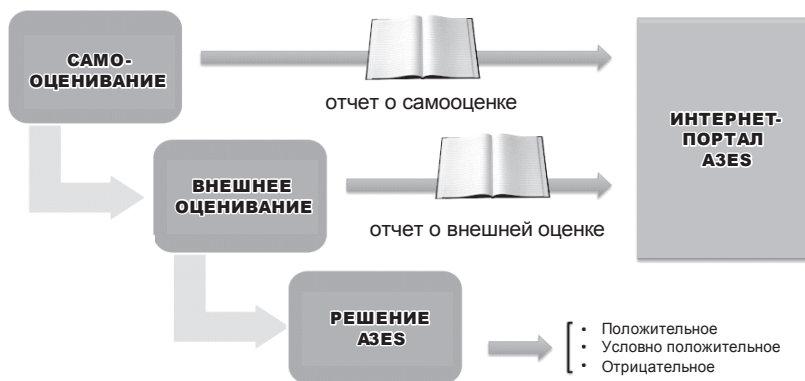 САМО-
ОЦЕНИВАНИЕ
отчет о самооценке
ИНТЕРНЕТ-
ПОРТАЛ
A3ES
ВНЕШНЕЕ
ОЦЕНИВАНИЕ
отчет о внешней оценке
РЕШЕНИЕ
A3ES
• Положительное
• Условно положительное
• Отрицательное